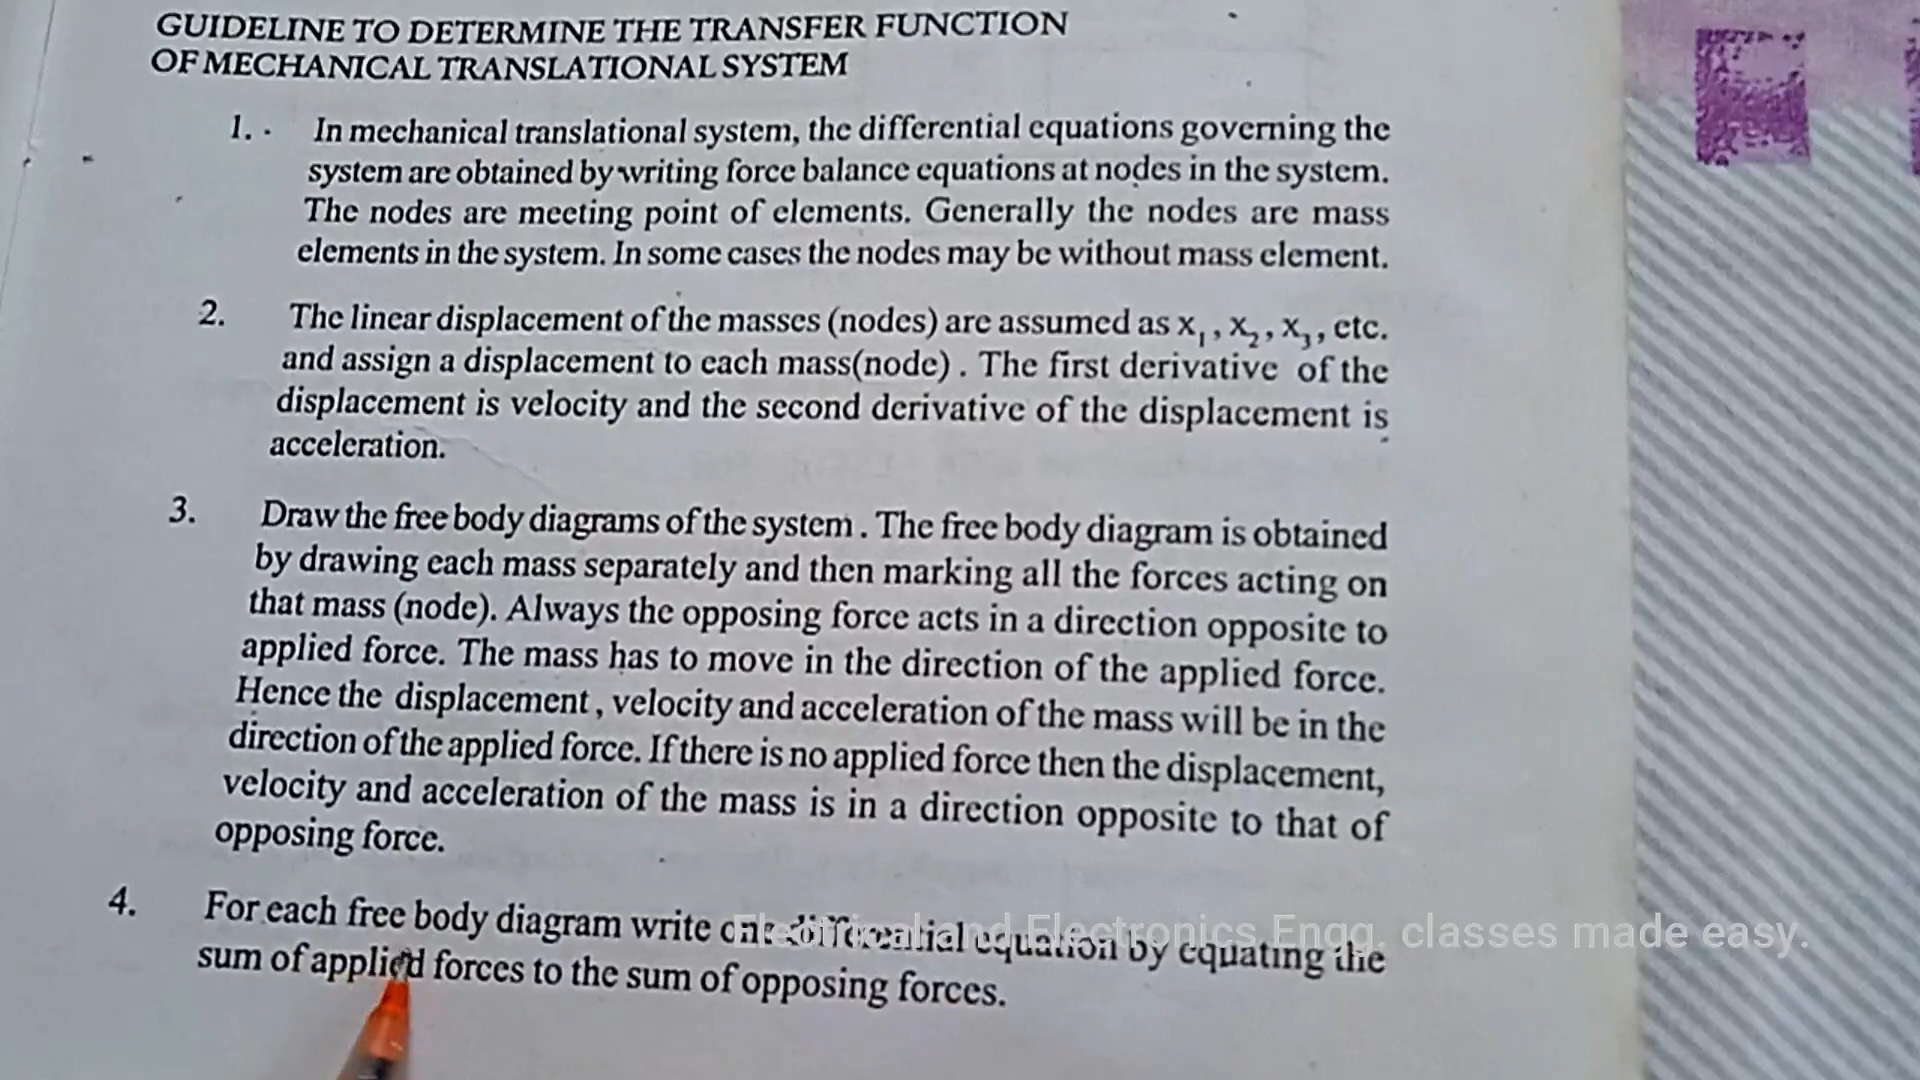 GUIDELINE TO DETERMINE THE TRANSFER FUNCTION
OF MECHANICAL TRANSLATIONAL SYSTEM
1. In mechanical translational system, the differential equations governing the
system are obtained by writing force balance equations at nodes in the system.
The nodes are meeting point of elements. Generally the nodes are mass
elements in the system. In some cases the nodes may be without mass element.
2. The linear displacement of the masses (nodes) are assumed as x₁, x₂, x₃, etc.
and assign a displacement to each mass(node). The first derivative of the
displacement is velocity and the second derivative of the displacement is
acceleration.
3. Draw the free body diagrams of the system. The free body diagram is obtained
by drawing each mass separately and then marking all the forces acting on
that mass (node). Always the opposing force acts in a direction opposite to
applied force. The mass has to move in the direction of the applied force.
Hence the displacement, velocity and acceleration of the mass will be in the
direction of the applied force. If there is no applied force then the displacement,
velocity and acceleration of the mass is in a direction opposite to that of
opposing force.
4. For each free body diagram write one differential equation by equating the
sum of applied forces to the sum of opposing forces.
Electrical and Electronics Engg. classes made easy.